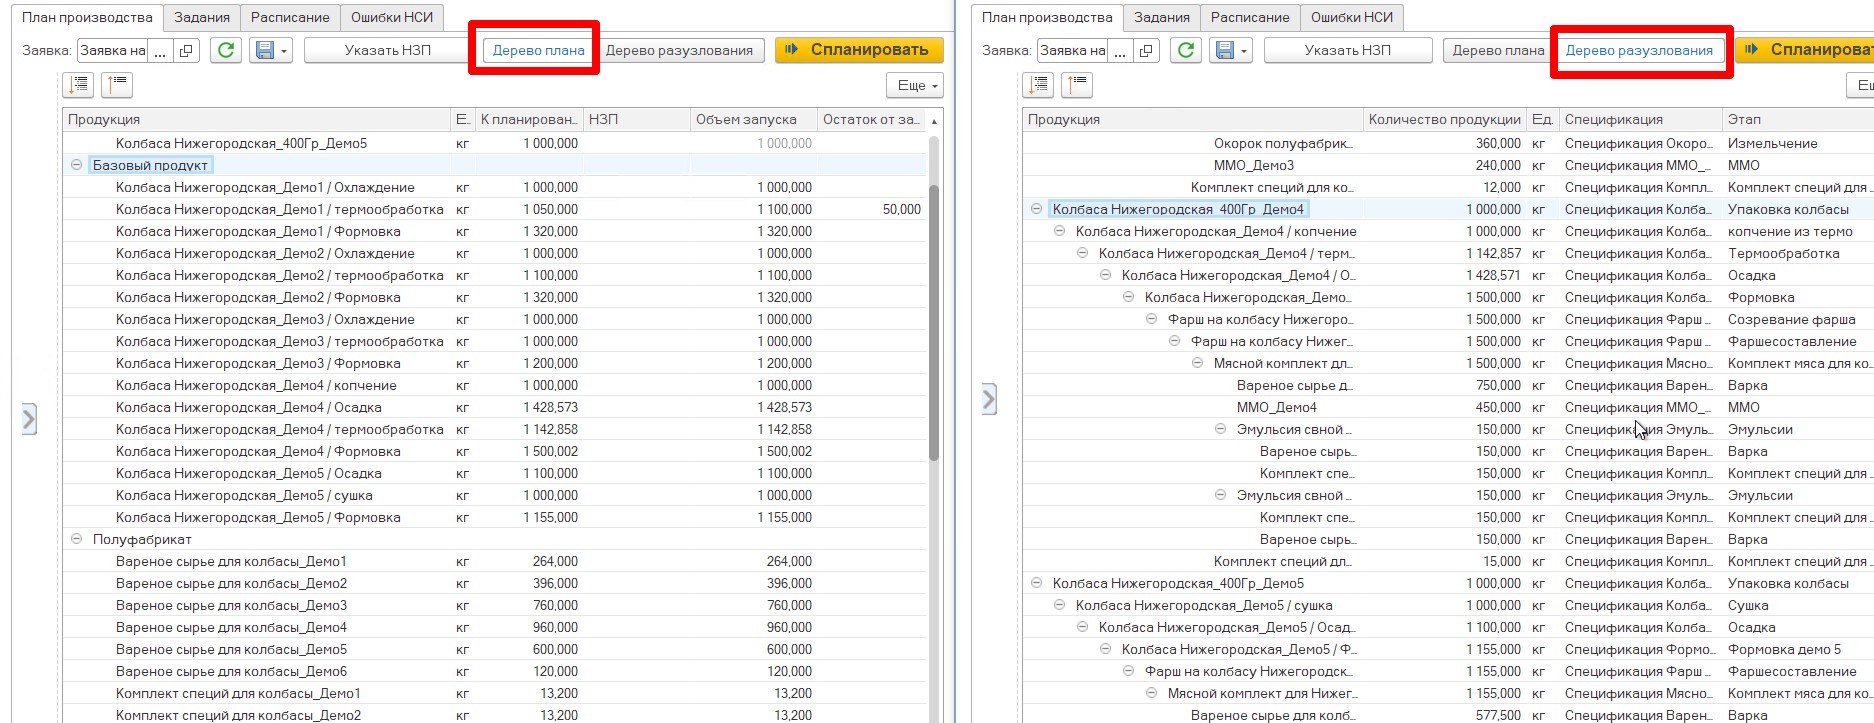 План производства Задания Расписание Ошибки НСИ
Заявка: Заявка на ... Указать НЗП Дерево плана Дерево разузлования Спланировать
Еще
Продукция Е.. К планирован... НЗП Объем запуска Остаток от за...
Колбаса Нижегородская_400Гр_Демо5 кг 1 000,000 1 000,000
Базовый продукт
Колбаса Нижегородская_Демо1 / Охлаждение кг 1 000,000 1 000,000
Колбаса Нижегородская_Демо1 / термообработка кг 1 050,000 1 100,000 50,000
Колбаса Нижегородская_Демо1 / Формовка кг 1 320,000 1 320,000
Колбаса Нижегородская_Демо2 / Охлаждение кг 1 000,000 1 000,000
Колбаса Нижегородская_Демо2 / термообработка кг 1 100,000 1 100,000
Колбаса Нижегородская_Демо2 / Формовка кг 1 320,000 1 320,000
Колбаса Нижегородская_Демо3 / Охлаждение кг 1 000,000 1 000,000
Колбаса Нижегородская_Демо3 / термообработка кг 1 000,000 1 000,000
Колбаса Нижегородская_Демо3 / Формовка кг 1 200,000 1 200,000
Колбаса Нижегородская_Демо4 / копчение кг 1 000,000 1 000,000
Колбаса Нижегородская_Демо4 / Осадка кг 1 428,573 1 428,573
Колбаса Нижегородская_Демо4 / термообработка кг 1 142,858 1 142,858
Колбаса Нижегородская_Демо4 / Формовка кг 1 500,002 1 500,002
Колбаса Нижегородская_Демо5 / Осадка кг 1 100,000 1 100,000
Колбаса Нижегородская_Демо5 / сушка кг 1 000,000 1 000,000
Колбаса Нижегородская_Демо5 / Формовка кг 1 155,000 1 155,000
Полуфабрикат
Вареное сырье для колбасы_Демо1 кг 264,000 264,000
Вареное сырье для колбасы_Демо2 кг 396,000 396,000
Вареное сырье для колбасы_Демо3 кг 760,000 760,000
Вареное сырье для колбасы_Демо4 кг 960,000 960,000
Вареное сырье для колбасы_Демо5 кг 600,000 600,000
Вареное сырье для колбасы_Демо6 кг 120,000 120,000
Комплект специй для колбасы_Демо1 кг 13,200 13,200
Комплект специй для колбасы_Демо2 кг 13,200 13,200
План производства Задания Расписание Ошибки НСИ
Заявка: Заявка на ... Указать НЗП Дерево плана Дерево разузлования Спланироват
Ещ
Продукция Количество продукции Ед. Спецификация Этап
Окорок полуфабрик... 360,000 кг Спецификация Окоро... Измельчение
ММО_Демо3 240,000 кг Спецификация ММО_... ММО
Комплект специй для ко... 12,000 кг Спецификация Компл... Комплект специй для ...
Колбаса Нижегородская_400Гр_Демо4 1 000,000 кг Спецификация Колба... Упаковка колбасы
Колбаса Нижегородская_Демо4 / копчение 1 000,000 кг Спецификация Колба... копчение из термо
Колбаса Нижегородская_Демо4 / терм... 1 142,857 кг Спецификация Колба... Термообработка
Колбаса Нижегородская_Демо4 / О... 1 428,571 кг Спецификация Колба... Осадка
Колбаса Нижегородская_Демо... 1 500,000 кг Спецификация Колба... Формовка
Фарш на колбасу Нижегоро... 1 500,000 кг Спецификация Фарш ... Созревание фарша
Фарш на колбасу Нижег... 1 500,000 кг Спецификация Фарш ... Фаршесоставление
Мясной комплект дл... 1 500,000 кг Спецификация Мясно... Комплект мяса для ко...
Вареное сырье д... 750,000 кг Спецификация Варен... Варка
ММО_Демо4 450,000 кг Спецификация ММО_... ММО
Эмульсия свной ... 150,000 кг Спецификация Эмуль... Эмульсии
Вареное сырь... 150,000 кг Спецификация Варен... Варка
Комплект спе... 150,000 кг Спецификация Компл... Комплект специй для ...
Эмульсия свной ... 150,000 кг Спецификация Эмуль... Эмульсии
Комплект спе... 150,000 кг Спецификация Компл... Комплект специй для ...
Вареное сырь... 150,000 кг Спецификация Варен... Варка
Комплект специй дл... 15,000 кг Спецификация Компл... Комплект специй для ...
Колбаса Нижегородская_400Гр_Демо5 1 000,000 кг Спецификация Колба... Упаковка колбасы
Колбаса Нижегородская_Демо5 / сушка 1 000,000 кг Спецификация Колба... Сушка
Колбаса Нижегородская_Демо5 / Осад... 1 100,000 кг Спецификация Колба... Осадка
Колбаса Нижегородская_Демо5 / Ф... 1 155,000 кг Спецификация Формо... Формовка демо 5
Фарш на колбасу Нижегородск... 1 155,000 кг Спецификация Фарш ... Фаршесоставление
Мясной комплект для Нижег... 1 155,000 кг Спецификация Мясно... Комплект мяса для ко...
Вареное сырье для колб... 577,500 кг Спецификация Варен... Варка